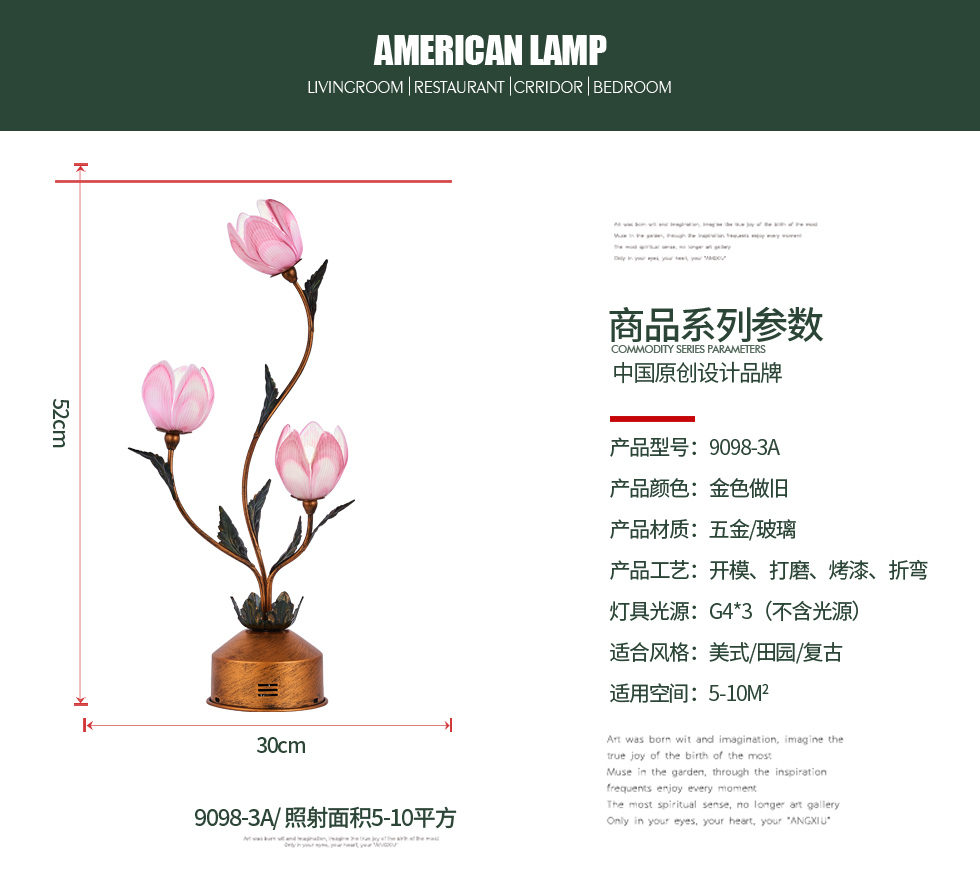 AMERICAN LAMP
LIVINGROOM | RESTAURANT | CRRIDOR | BEDROOM
52cm
30cm
9098-3A/ 照射面积5-10平方
Art was born wit and imagination, imagine the true joy of the birth of the most
Only in your eyes, your heart, your "ANGXIU"
Art was born wit and imagination, imagine the true joy of the birth of the most
Muse in the garden, through the inspiration frequents enjoy every moment
The most spiritual sense, no longer art gallery
Only in your eyes, your heart, your "ANGXIU"
商品系列参数
COMMODITY SERIES PARAMETERS
中国原创设计品牌
产品型号：9098-3A
产品颜色：金色做旧
产品材质：五金/玻璃
产品工艺：开模、打磨、烤漆、折弯
灯具光源：G4*3（不含光源）
适合风格：美式/田园/复古
适用空间：5-10M²
Art was born wit and imagination, imagine the
true joy of the birth of the most
Muse in the garden, through the inspiration
frequents enjoy every moment
The most spiritual sense, no longer art gallery
Only in your eyes, your heart, your "ANGXIU"